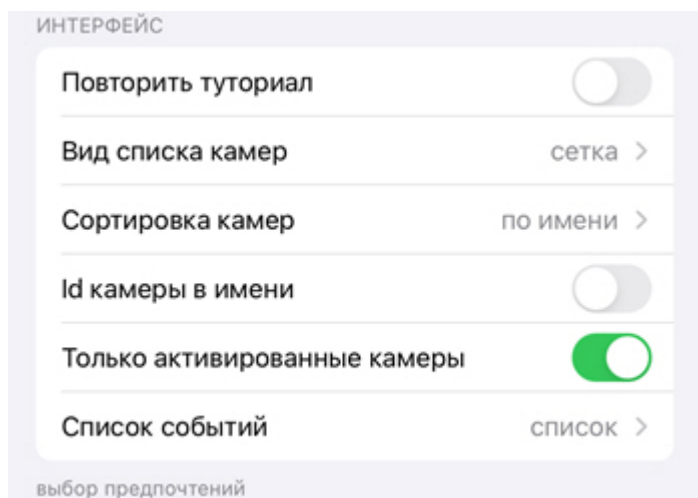 ИНТЕРФЕЙС
Повторить туториал
Вид списка камер сетка
Сортировка камер по имени
Id камеры в имени
Только активированные камеры
Список событий список
выбор предпочтений